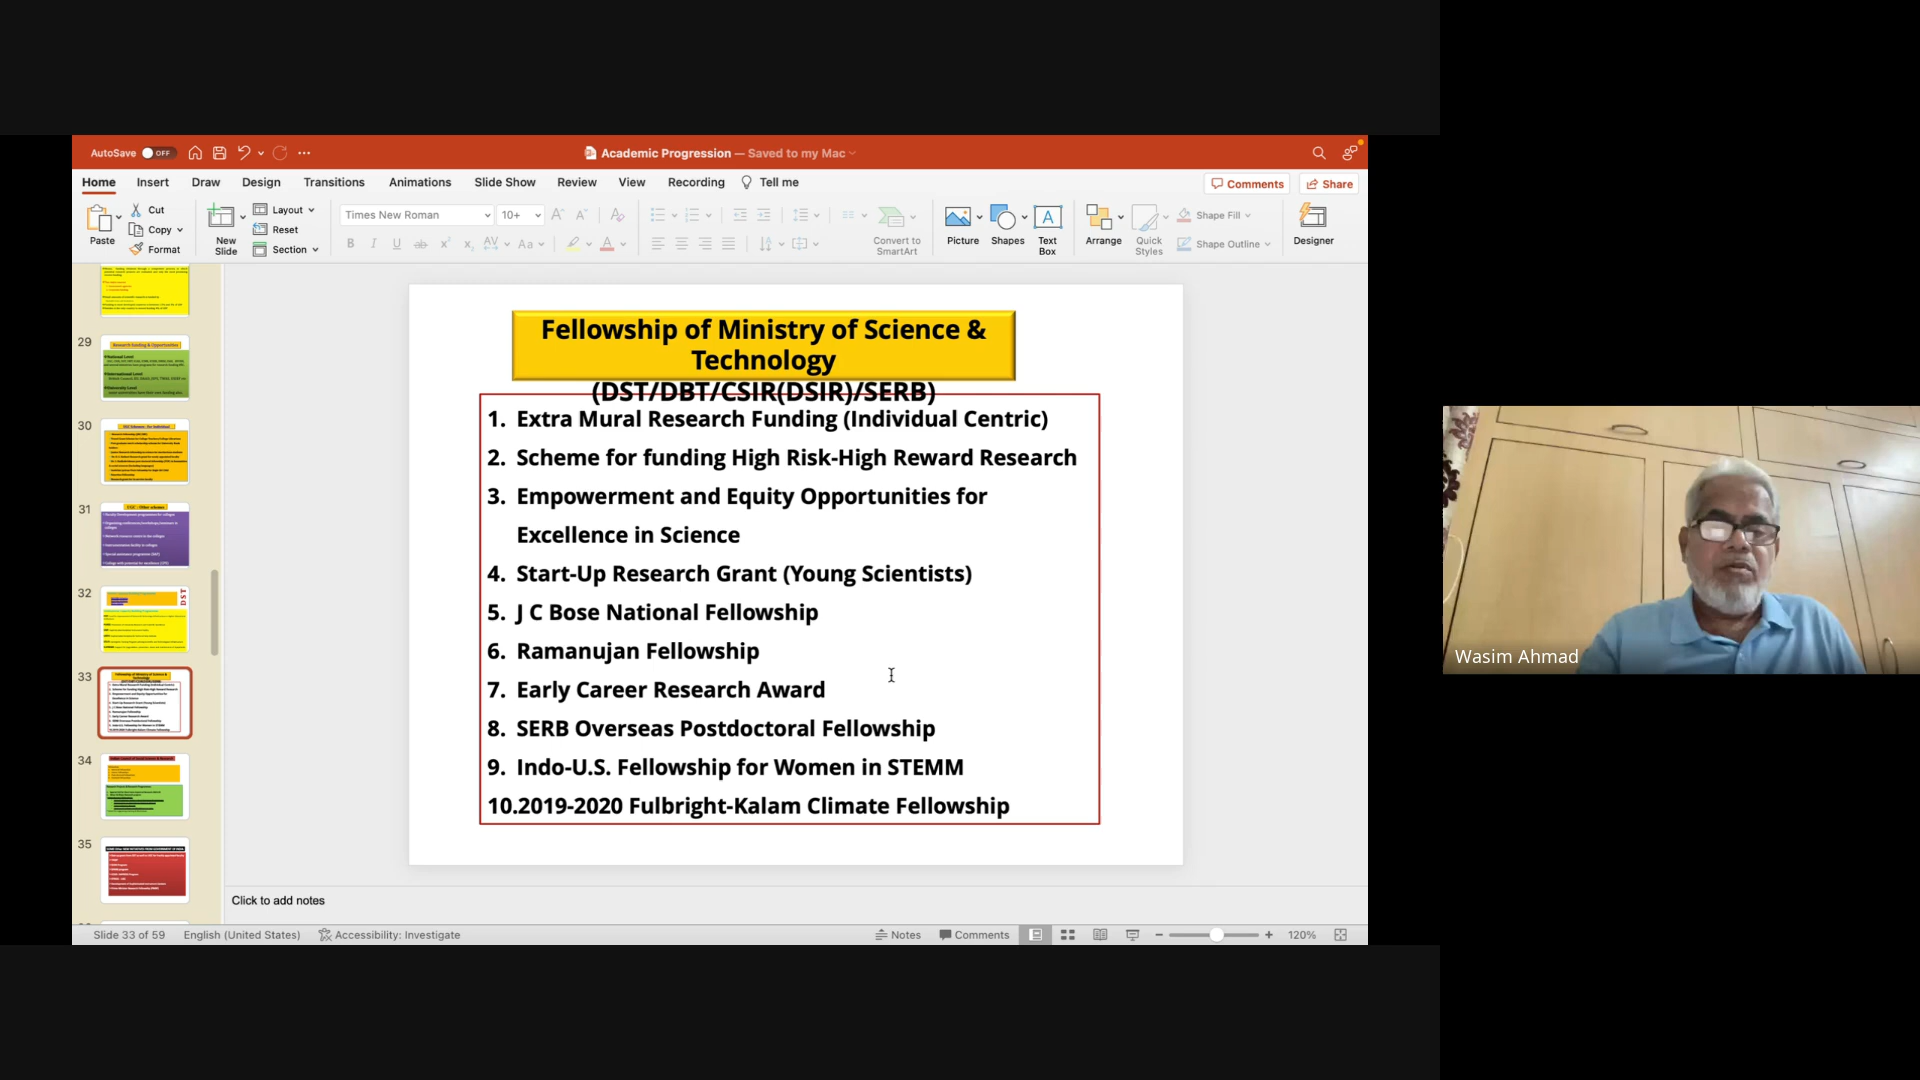 AutoSave OFF
Academic Progression — Saved to my Mac
Home Insert Draw Design Transitions Animations Slide Show Review View Recording Tell me
Comments Share
Paste
Cut
Copy
Format
New
Slide
Layout
Reset
Section
Times New Roman 10+
Convert to
SmartArt
Picture
Shapes
Text
Box
Arrange
Quick
Styles
Shape Fill
Shape Outline
Designer
29
30
31
32
33
34
35
Fellowship of Ministry of Science &
Technology
(DST/DBT/CSIR(DSIR)/SERB)
1. Extra Mural Research Funding (Individual Centric)
2. Scheme for funding High Risk-High Reward Research
3. Empowerment and Equity Opportunities for
Excellence in Science
4. Start-Up Research Grant (Young Scientists)
5. J C Bose National Fellowship
6. Ramanujan Fellowship
7. Early Career Research Award
8. SERB Overseas Postdoctoral Fellowship
9. Indo-U.S. Fellowship for Women in STEMM
10.2019-2020 Fulbright-Kalam Climate Fellowship
Click to add notes
Slide 33 of 59 English (United States) Accessibility: Investigate
Notes Comments 120%
Wasim Ahmad